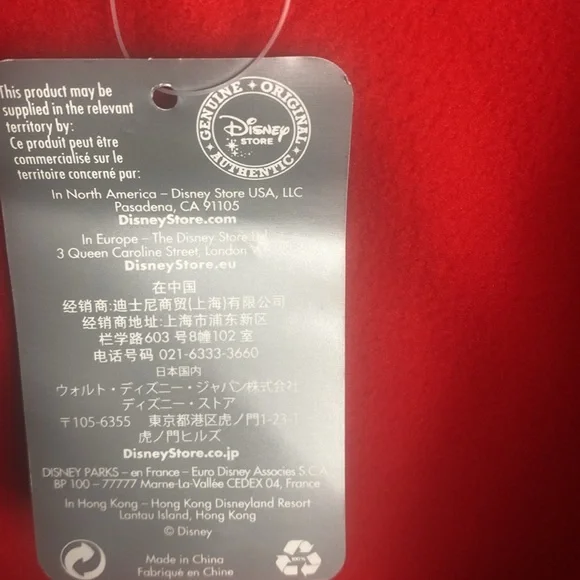 This product may be
supplied in the relevant
territory by:
Ce produit peut être
commercialisé sur le
territoire concerné par:
GENUINE • ORIGINAL
Disney
STORE
AUTHENTIC
In North America – Disney Store USA, LLC
Pasadena, CA 91105
DisneyStore.com
In Europe – The Disney Store
3 Queen Caroline Street, London
DisneyStore.eu
在中国
经销商:迪士尼商贸(上海)有限公司
经销商地址:上海市浦东新区
栏学路603 号8幢102 室
电话号码 021-6333-3660
日本国内
ウォルト・ディズニー・ジャパン株式会社
ディズニー・ストア
〒105-6355 東京都港区虎ノ門1-23-1
虎ノ門ヒルズ
DisneyStore.co.jp
DISNEY PARKS – en France – Euro Disney Associes S.C.A
BP 100 – 77777 Marne-La-Vallée CEDEX 04, France
In Hong Kong – Hong Kong Disneyland Resort
Lantau Island, Hong Kong
© Disney
Made in China
Fabriqué en Chine
100%